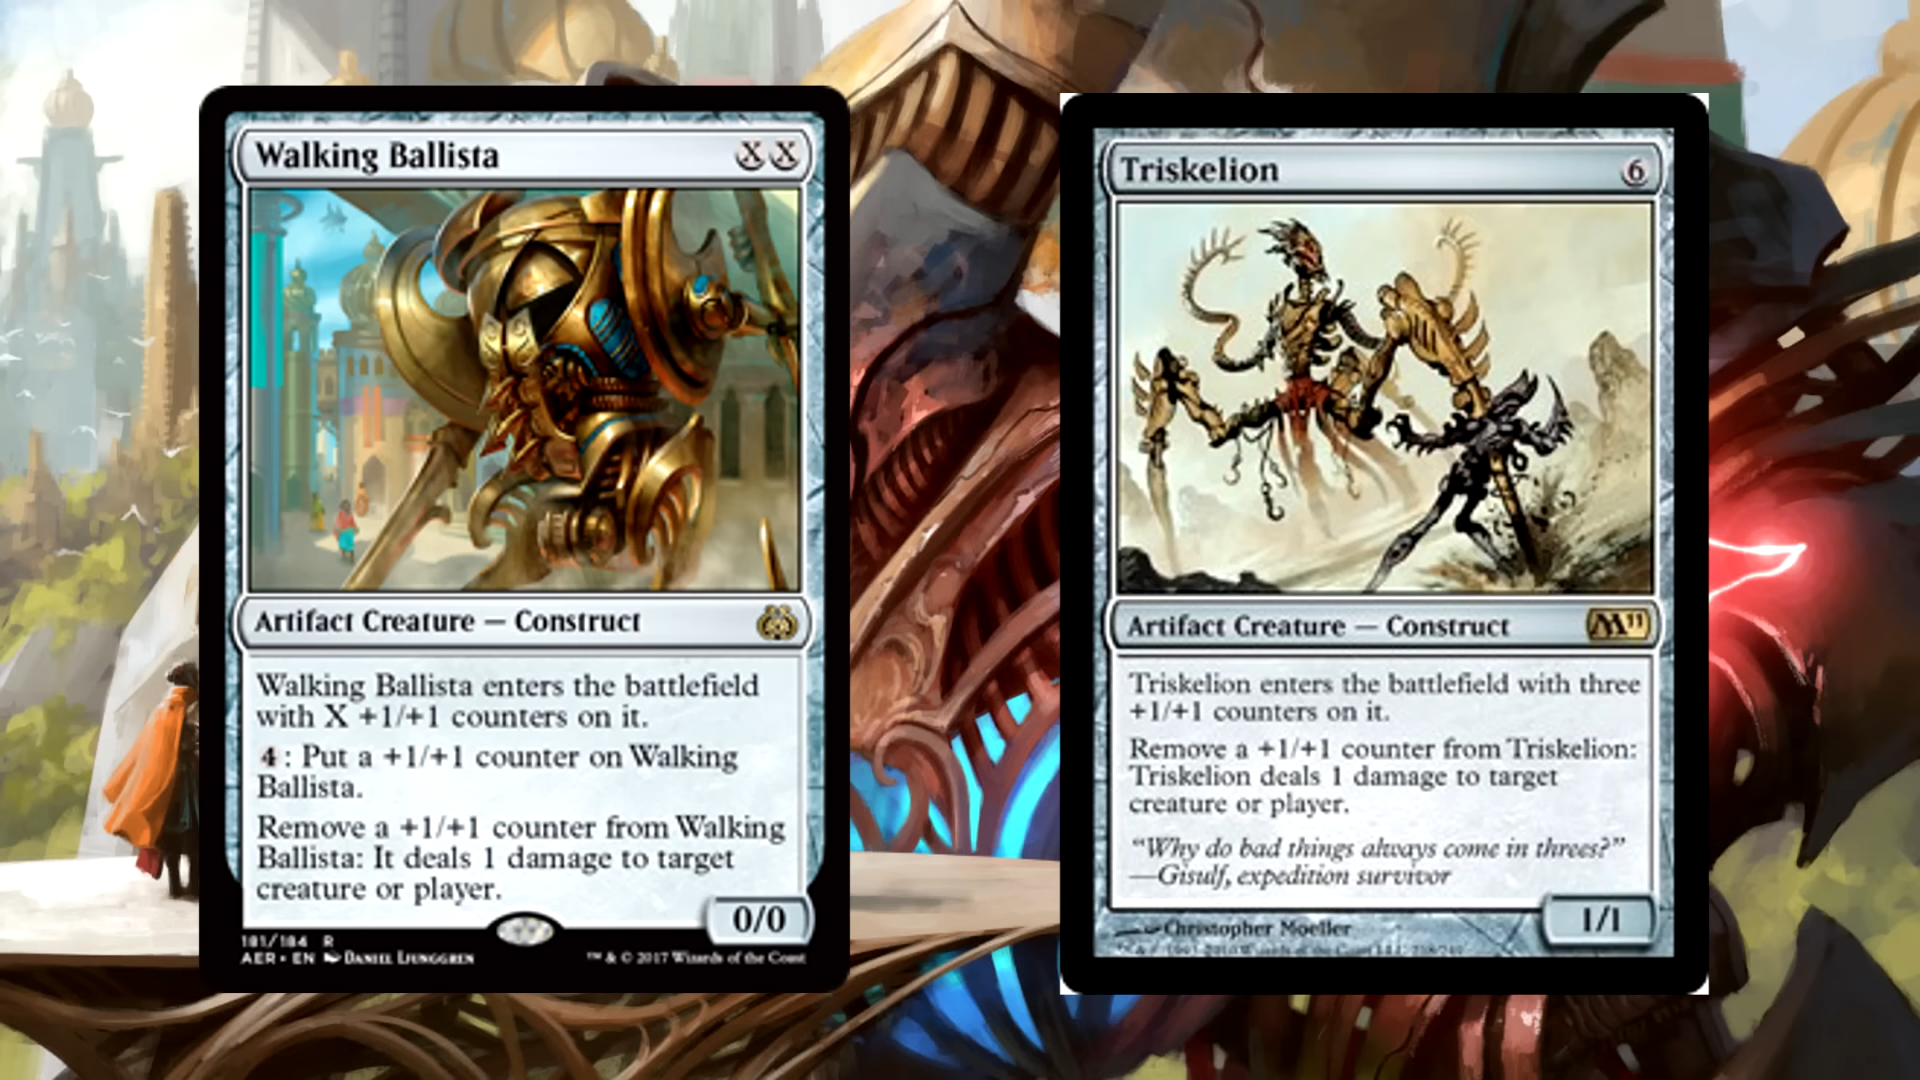 Walking Ballista XX
Artifact Creature — Construct
Walking Ballista enters the battlefield
with X +1/+1 counters on it.
4: Put a +1/+1 counter on Walking
Ballista.
Remove a +1/+1 counter from Walking
Ballista: It deals 1 damage to target
creature or player.
0/0
181/184 R
AER • EN Daniel Ljunggren
™ & © 2017 Wizards of the Coast
Triskelion 6
Artifact Creature — Construct
M11
Triskelion enters the battlefield with three
+1/+1 counters on it.
Remove a +1/+1 counter from Triskelion:
Triskelion deals 1 damage to target
creature or player.
“Why do bad things always come in threes?”
—Gisulf, expedition survivor
1/1
Christopher Moeller